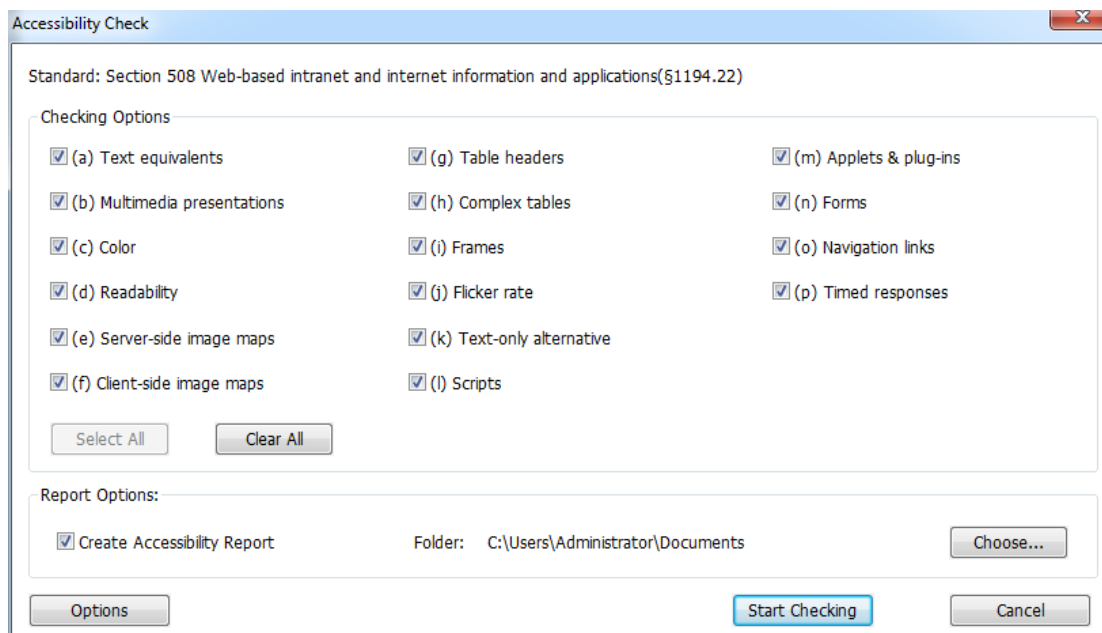 Accessibility Check
Standard: Section 508 Web-based intranet and internet information and applications(§1194.22)
Checking Options
(a) Text equivalents
(b) Multimedia presentations
(c) Color
(d) Readability
(e) Server-side image maps
(f) Client-side image maps
(g) Table headers
(h) Complex tables
(i) Frames
(j) Flicker rate
(k) Text-only alternative
(l) Scripts
(m) Applets & plug-ins
(n) Forms
(o) Navigation links
(p) Timed responses
Select All
Clear All
Report Options:
Create Accessibility Report
Folder: C:\Users\Administrator\Documents
Choose...
Options
Start Checking
Cancel